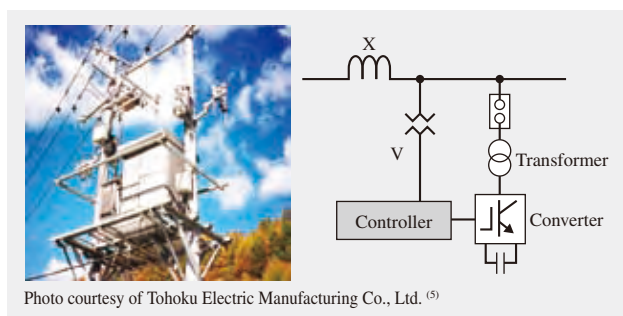 X
V
Transformer
Controller
Converter
Photo courtesy of Tohoku Electric Manufacturing Co., Ltd. (5)